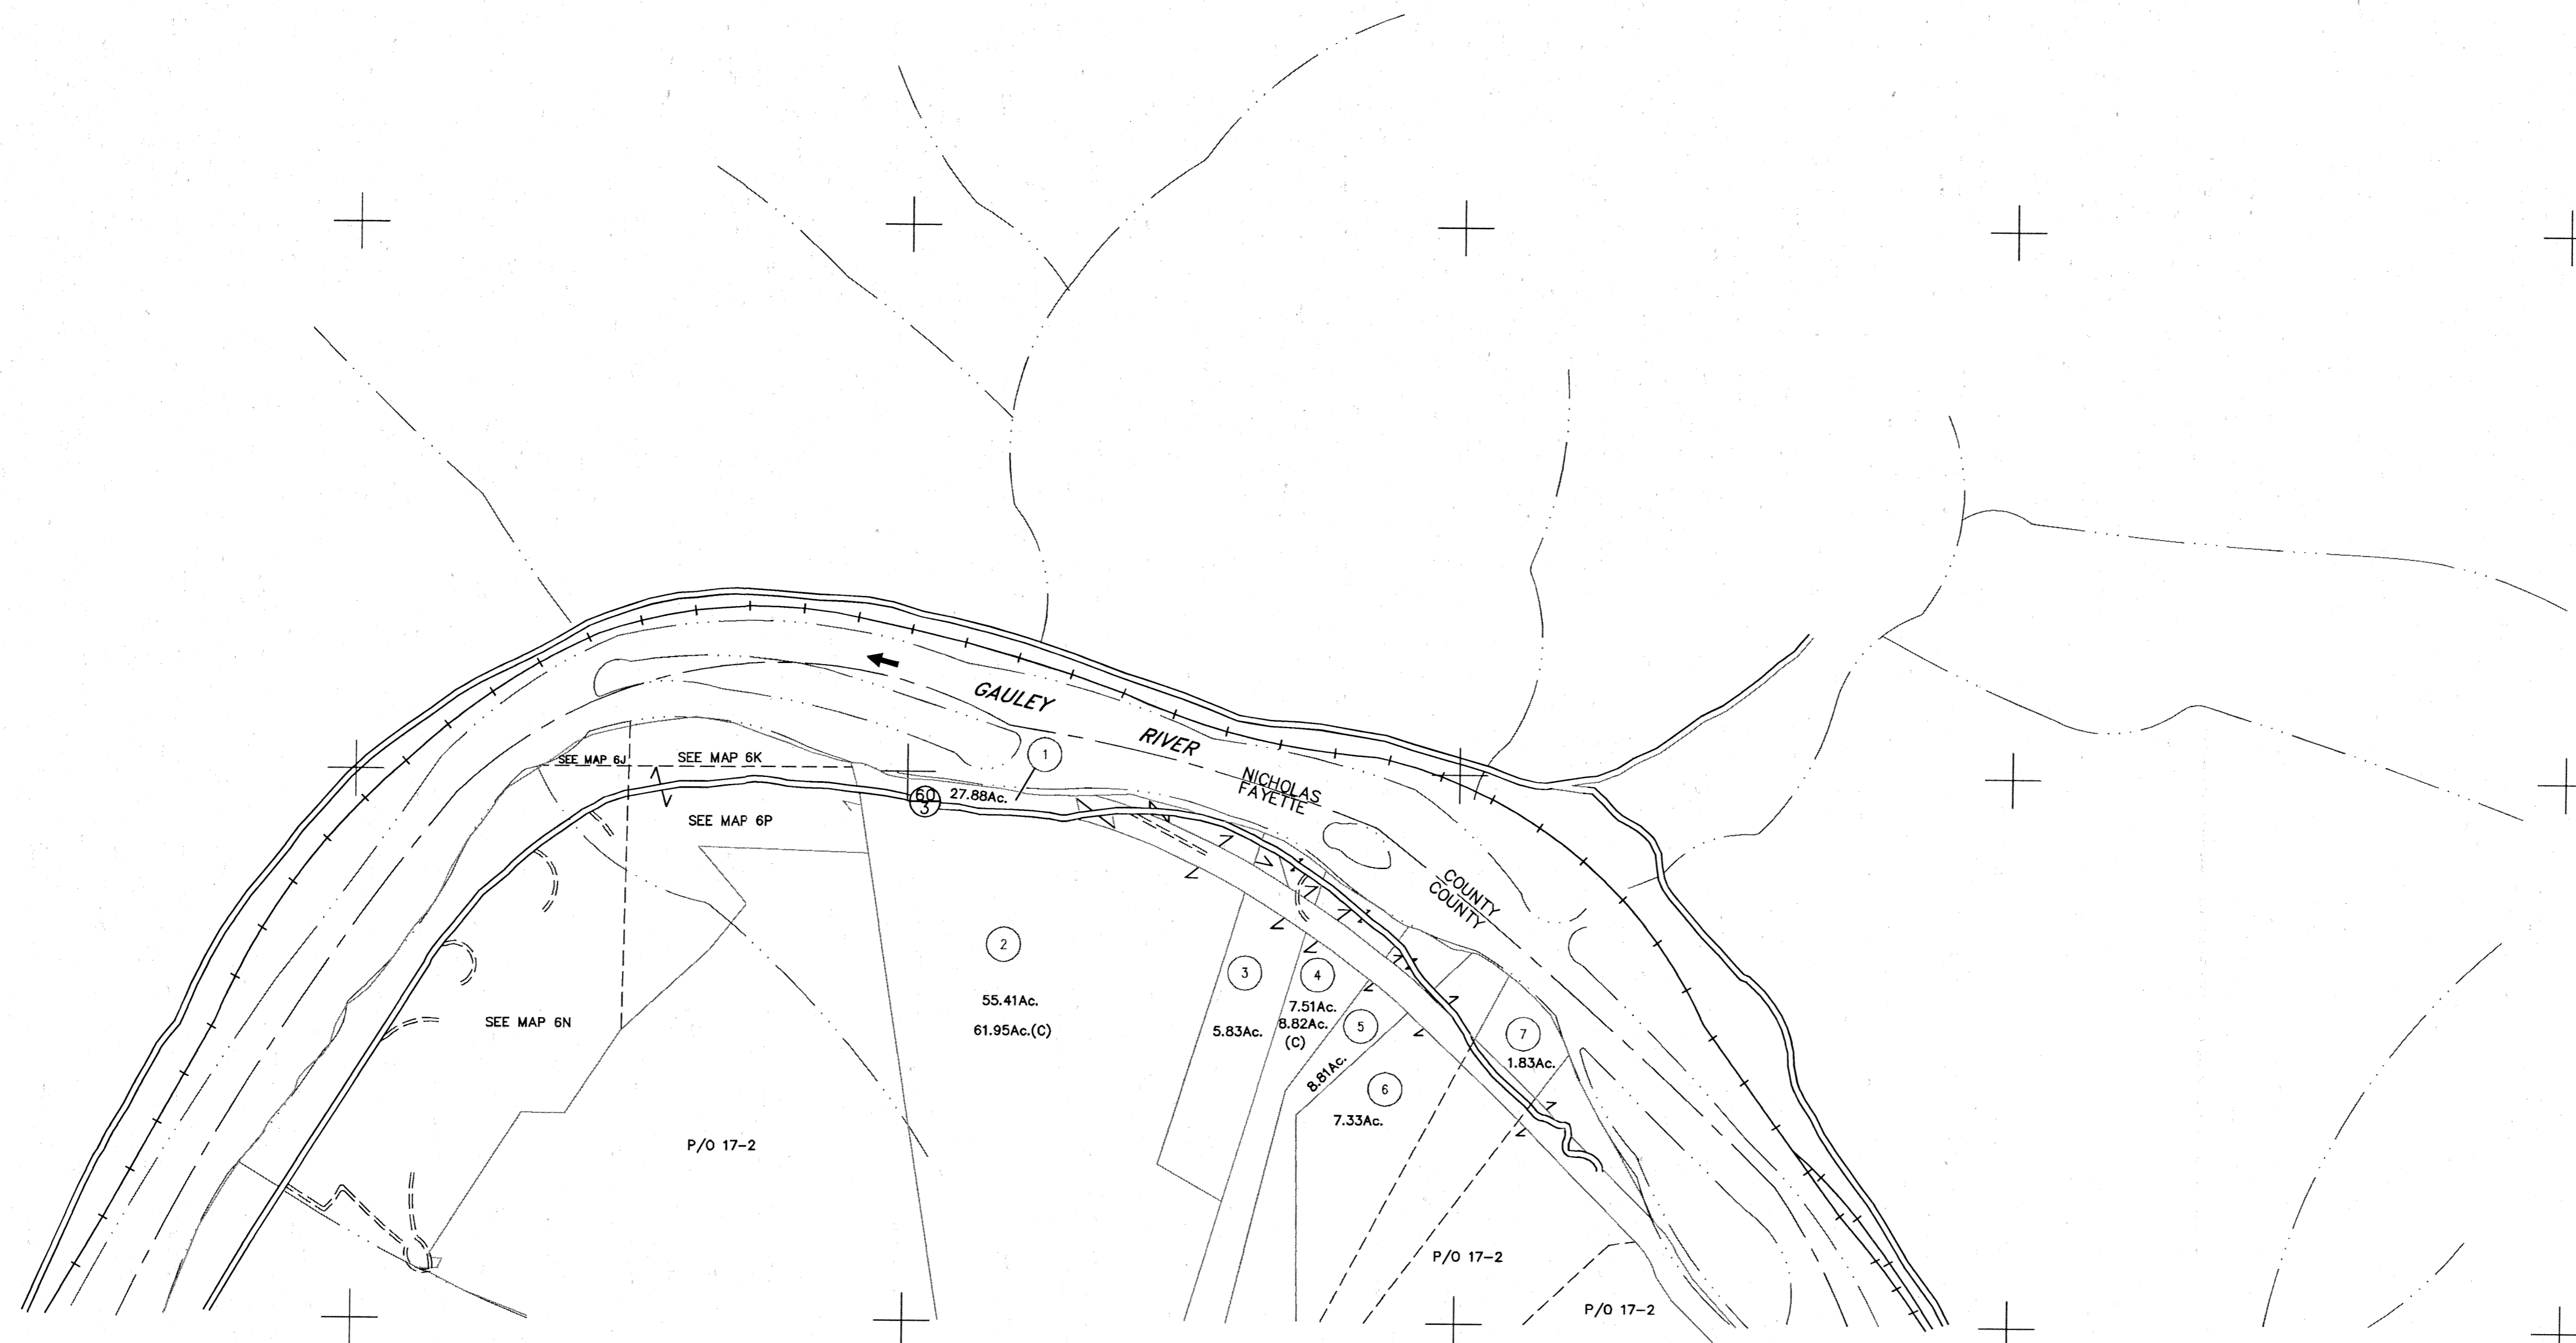 GAULEY
RIVER
1
SEE MAP 6J
SEE MAP 6K
NICHOLAS
FAYETTE
60
3
27.88Ac.
SEE MAP 6P
COUNTY
COUNTY
2
3
4
55.41Ac.
7.51Ac.
SEE MAP 6N
61.95Ac.(C)
5.83Ac.
8.82Ac.
(C)
5
7
1.83Ac.
8.81Ac.
6
7.33Ac.
P/O 17-2
P/O 17-2
P/O 17-2